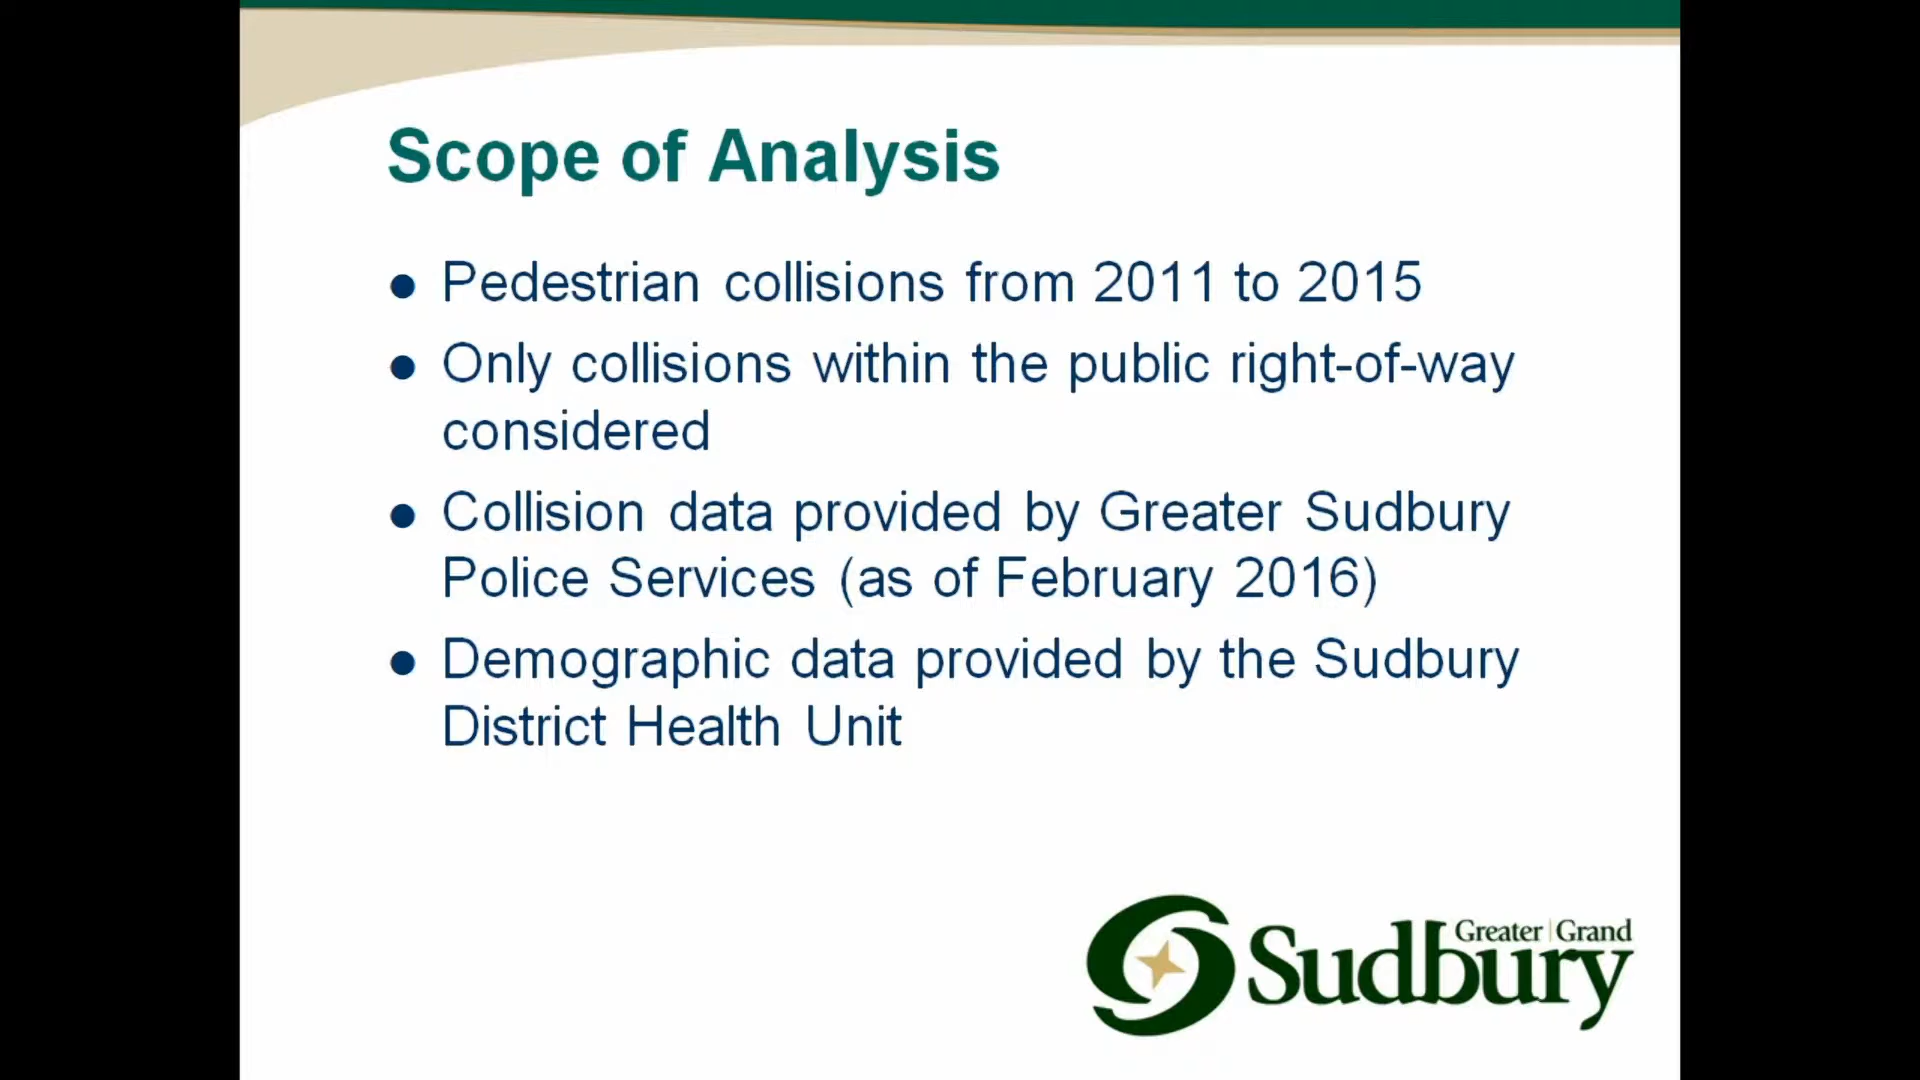 Scope of Analysis
Pedestrian collisions from 2011 to 2015
Only collisions within the public right-of-way
considered
Collision data provided by Greater Sudbury
Police Services (as of February 2016)
Demographic data provided by the Sudbury
District Health Unit
Greater | Grand
Sudbury